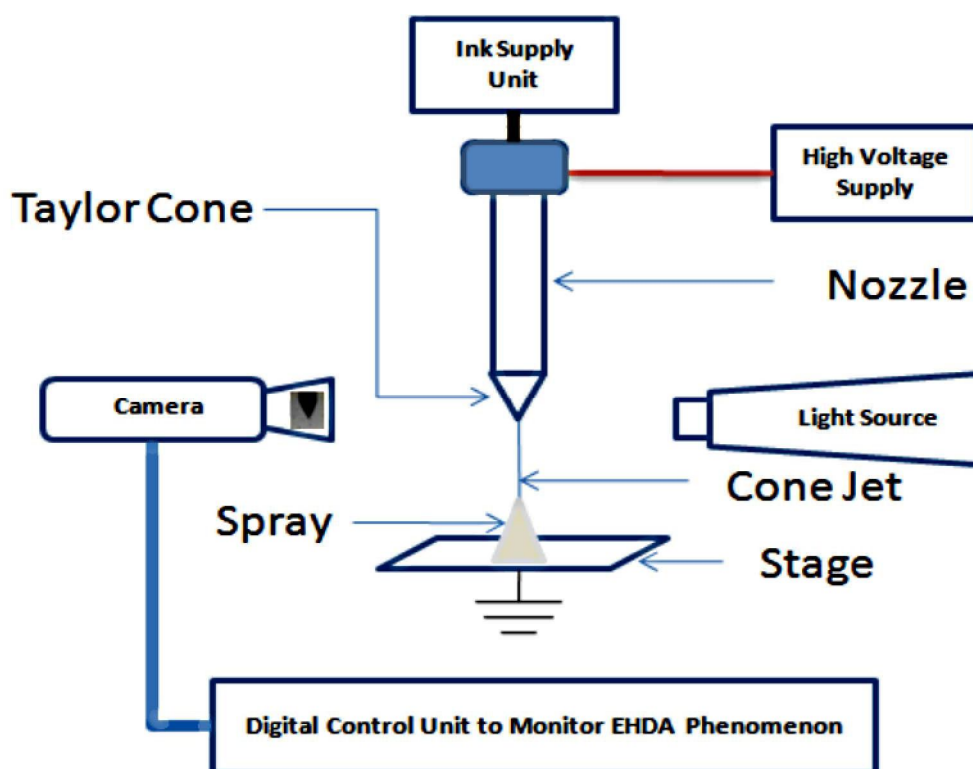 Ink Supply
Unit
High Voltage
Supply
Taylor Cone
Nozzle
Camera
Light Source
Cone Jet
Spray
Stage
Digital Control Unit to Monitor EHDA Phenomenon